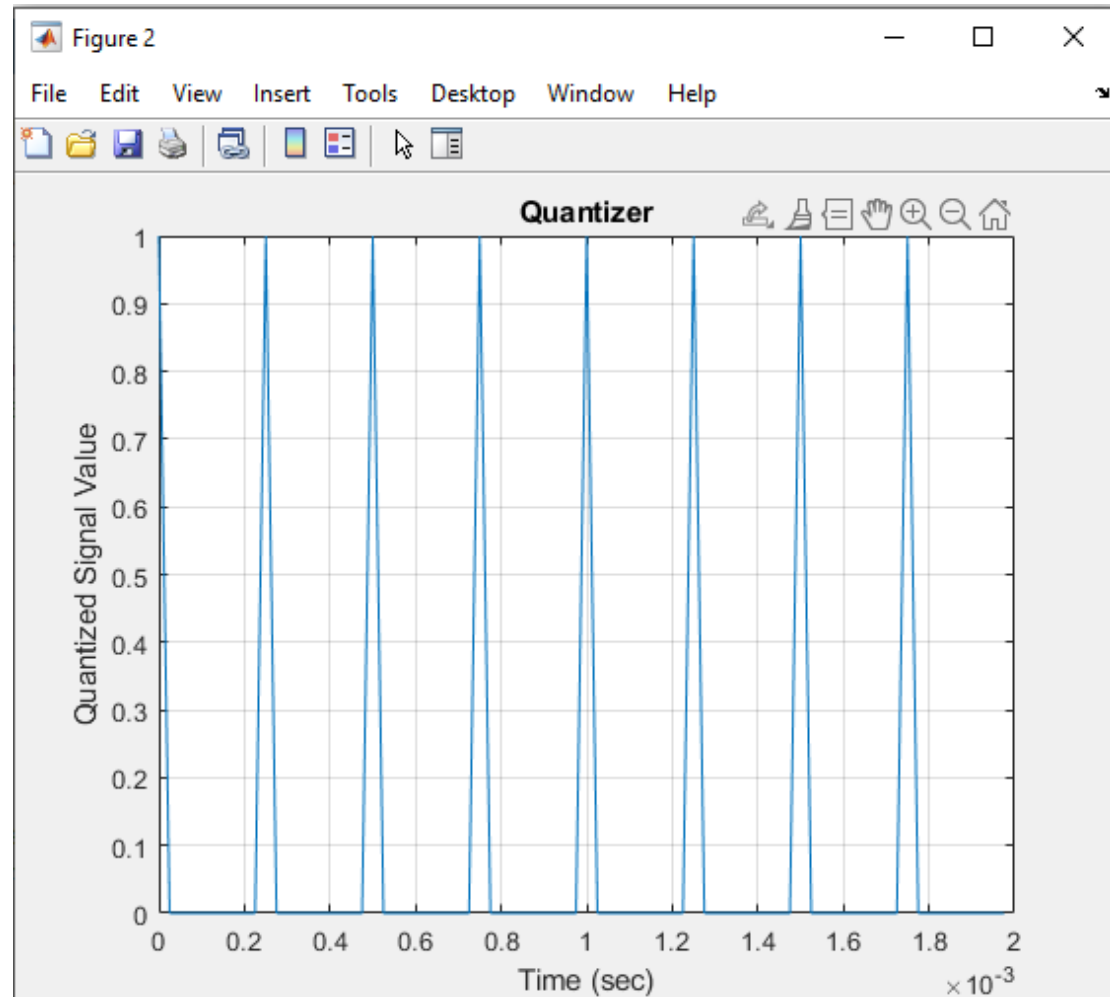 Figure 2
File Edit View Insert Tools Desktop Window Help
Quantizer
Quantized Signal Value
1
0.9
0.8
0.7
0.6
0.5
0.4
0.3
0.2
0.1
0
0 0.2 0.4 0.6 0.8 1 1.2 1.4 1.6 1.8 2
Time (sec)
×10⁻³